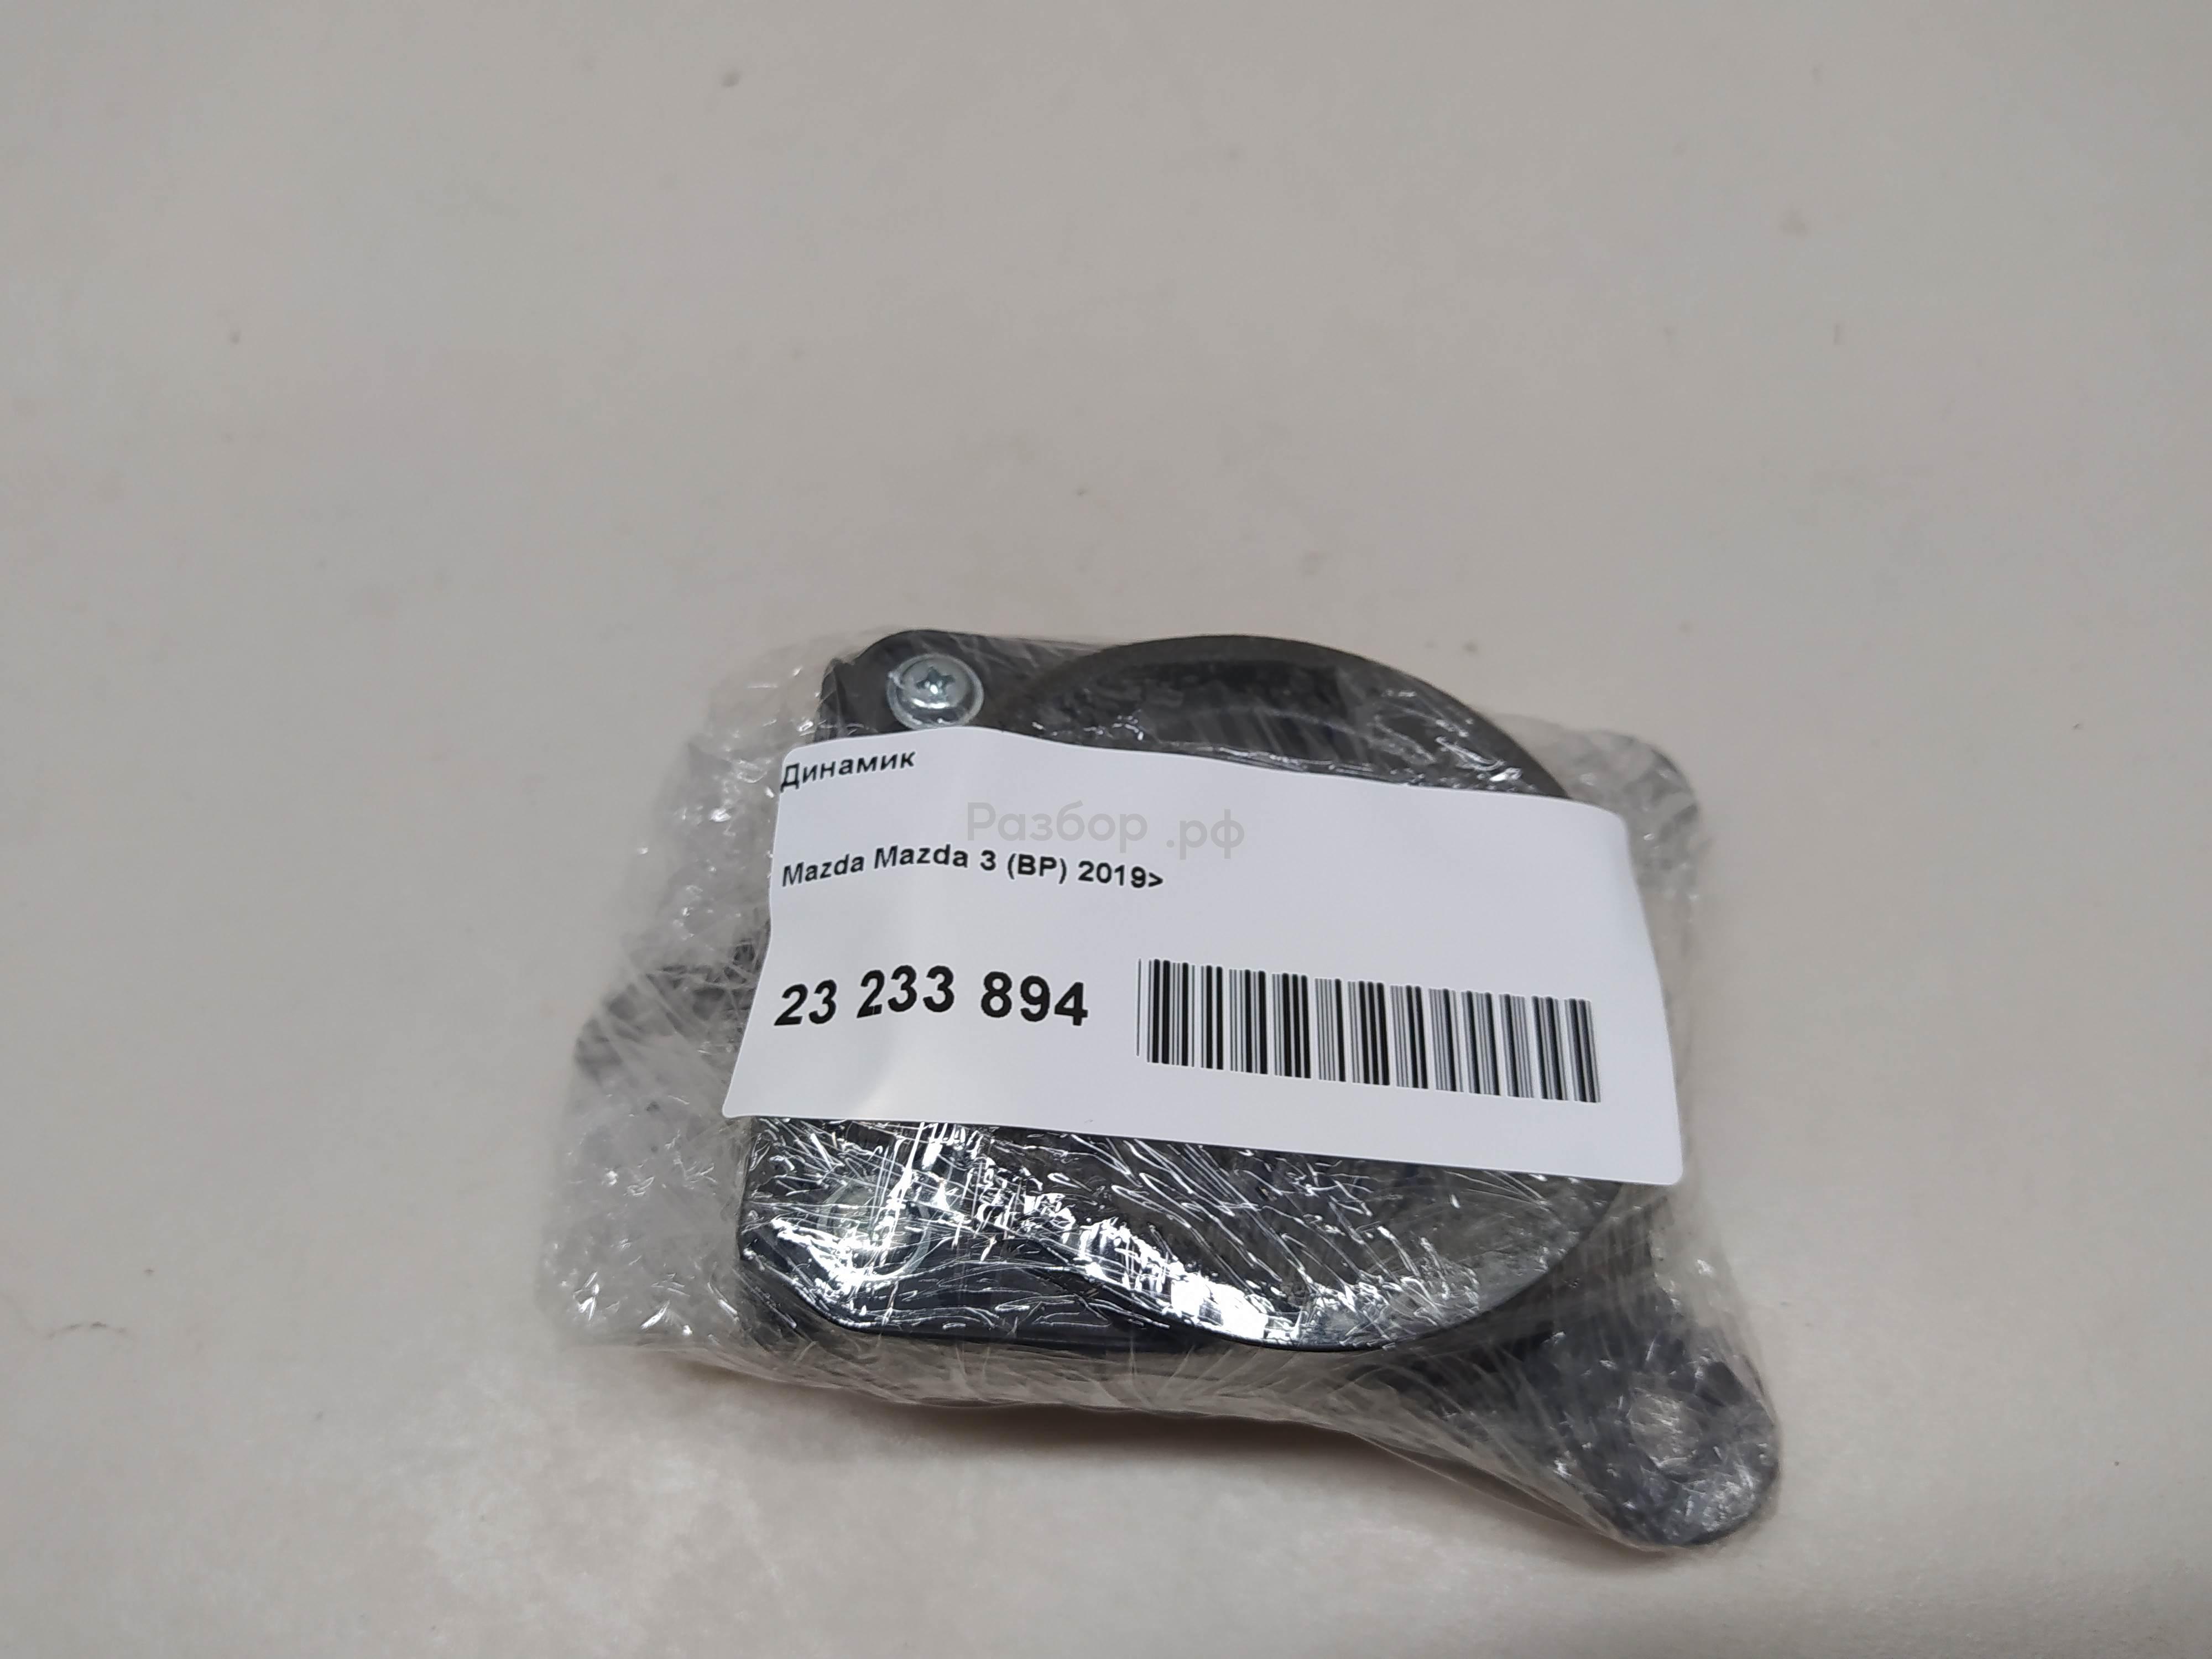 Динамик
Разбор .рф
Mazda Mazda 3 (BP) 2019>
23 233 894